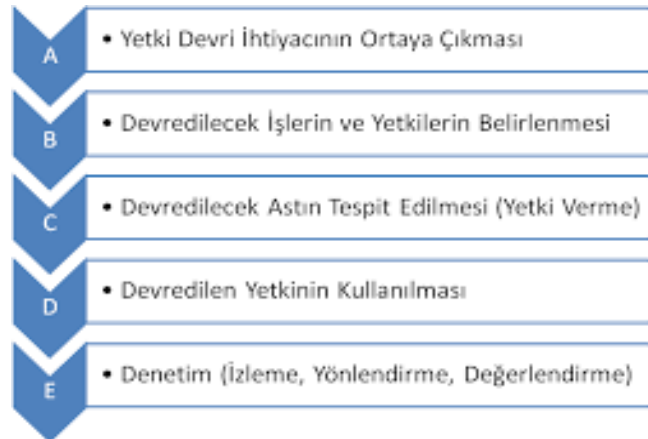 A
• Yetki Devri İhtiyacının Ortaya Çıkması
B
• Devredilecek İşlerin ve Yetkilerin Belirlenmesi
C
• Devredilecek Astın Tespit Edilmesi (Yetki Verme)
D
• Devredilen Yetkinin Kullanılması
E
• Denetim (İzleme, Yönlendirme, Değerlendirme)